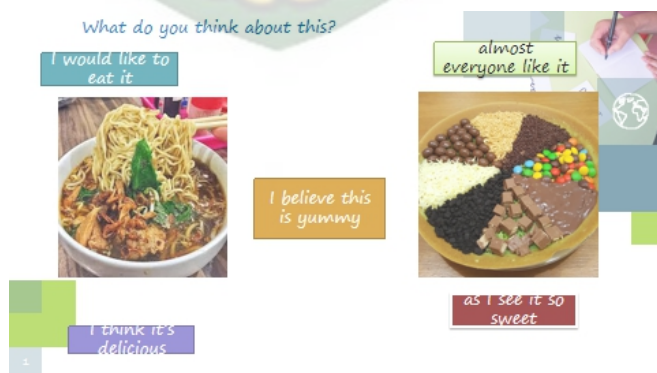 What do you think about this?
I would like to
eat it
almost
everyone like it
I believe this
is yummy
as I see it so
sweet
I think it's
delicious
1